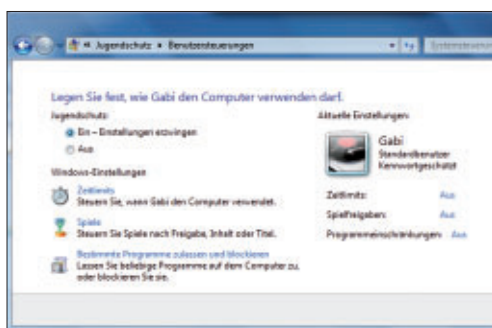 « Jugendschutz ▸ Benutzersteuerungen
Systemsteuerun
Legen Sie fest, wie Gabi den Computer verwenden darf.
Jugendschutz:
Ein – Einstellungen erzwingen
Aus
Windows-Einstellungen
Zeitlimits
Steuern Sie, wann Gabi den Computer verwendet.
Spiele
Steuern Sie Spiele nach Freigabe, Inhalt oder Titel.
Bestimmte Programme zulassen und blockieren
Lassen Sie beliebige Programme auf dem Computer zu,
oder blockieren Sie sie.
Aktuelle Einstellungen:
Gabi
Standardbenutzer
Kennwortgeschützt
Zeitlimits: Aus
Spielfreigaben: Aus
Programmeinschränkungen: Aus